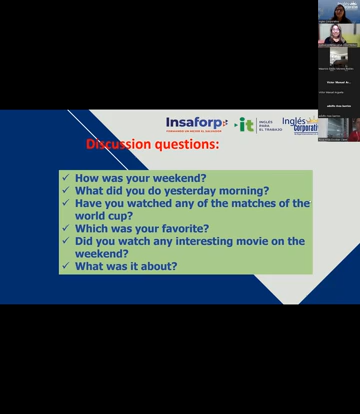 Insaforp
it
INGLÉS
PARA
EL TRABAJO
Inglés
Corporativo
Discussion questions:
✓ How was your weekend?
✓ What did you do yesterday morning?
✓ Have you watched any of the matches of the
world cup?
✓ Which was your favorite?
✓ Did you watch any interesting movie on the
weekend?
✓ What was it about?